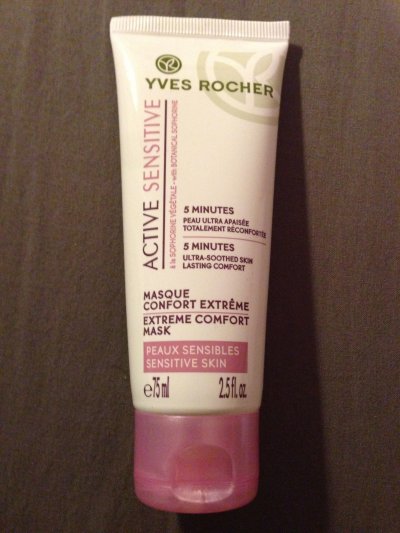 YVES ROCHER
ACTIVE SENSITIVE
à la SOPHORINE VÉGÉTALE - with BOTANICAL SOPHORINE
5 MINUTES
PEAU ULTRA APAISÉE
TOTALEMENT RÉCONFORTÉE
5 MINUTES
ULTRA-SOOTHED SKIN
LASTING COMFORT
MASQUE
CONFORT EXTRÊME
EXTREME COMFORT
MASK
PEAUX SENSIBLES
SENSITIVE SKIN
e75 ml 2.5 fl. oz.